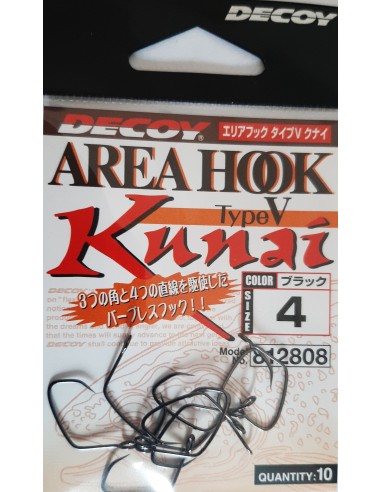 DECOY
DECOY® エリアフック タイプV クナイ
AREA HOOK
Type V
Kunai
3つの角と4つの直線を駆使した
バーブレスフック!!
COLOR ブラック
SIZE 4
Model No. 812808
DECOY
QUANTITY:10